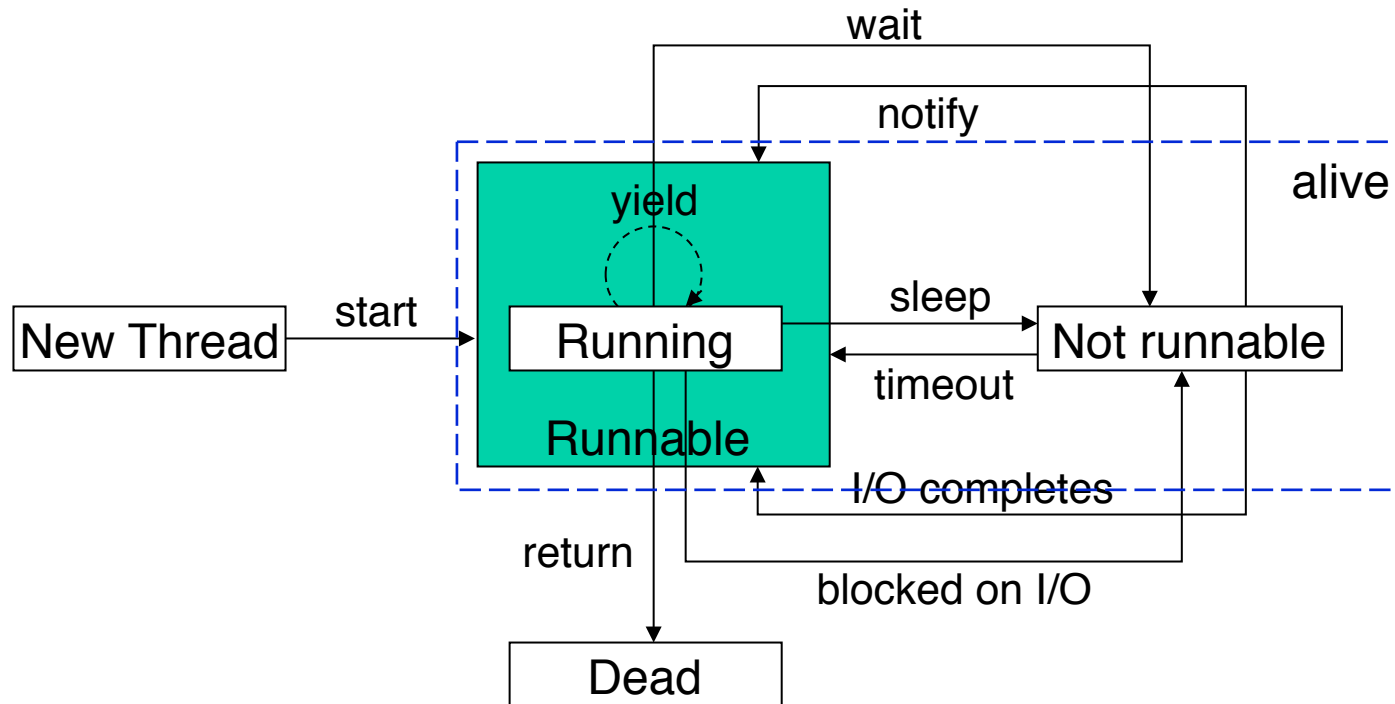 wait
notify
alive
yield
start
sleep
New Thread
Running
Not runnable
timeout
Runnable
I/O completes
return
blocked on I/O
Dead